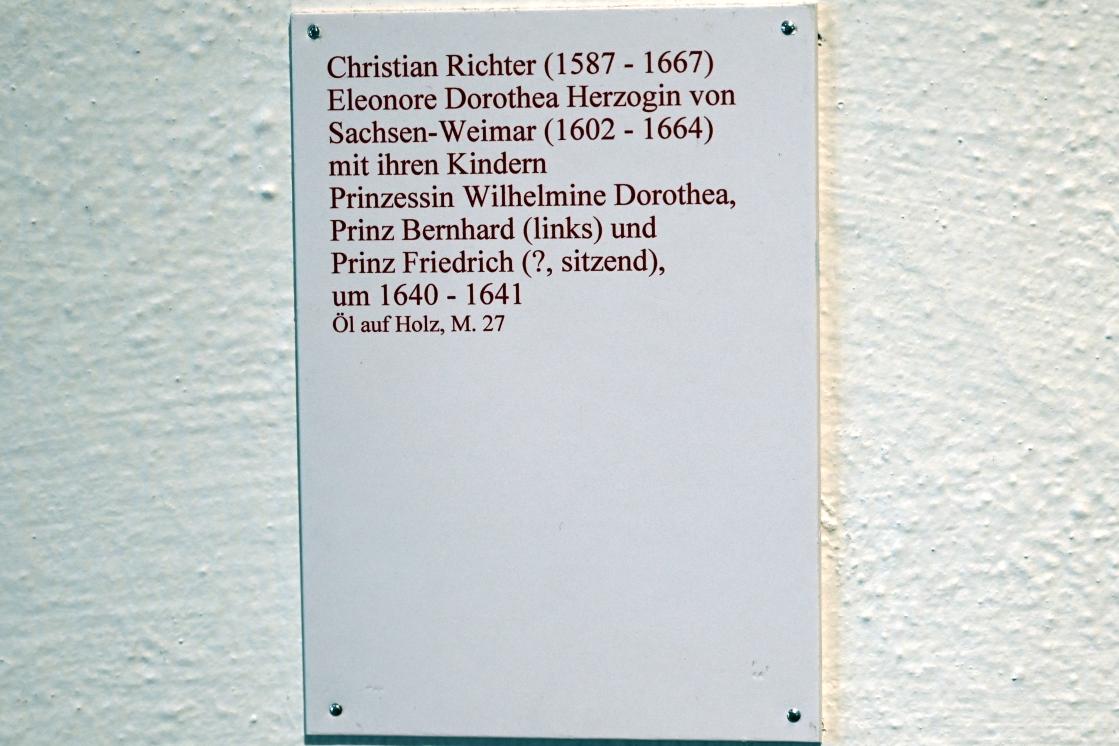 Christian Richter (1587 - 1667)
Eleonore Dorothea Herzogin von
Sachsen-Weimar (1602 - 1664)
mit ihren Kindern
Prinzessin Wilhelmine Dorothea,
Prinz Bernhard (links) und
Prinz Friedrich (?, sitzend),
um 1640 - 1641
Öl auf Holz, M. 27